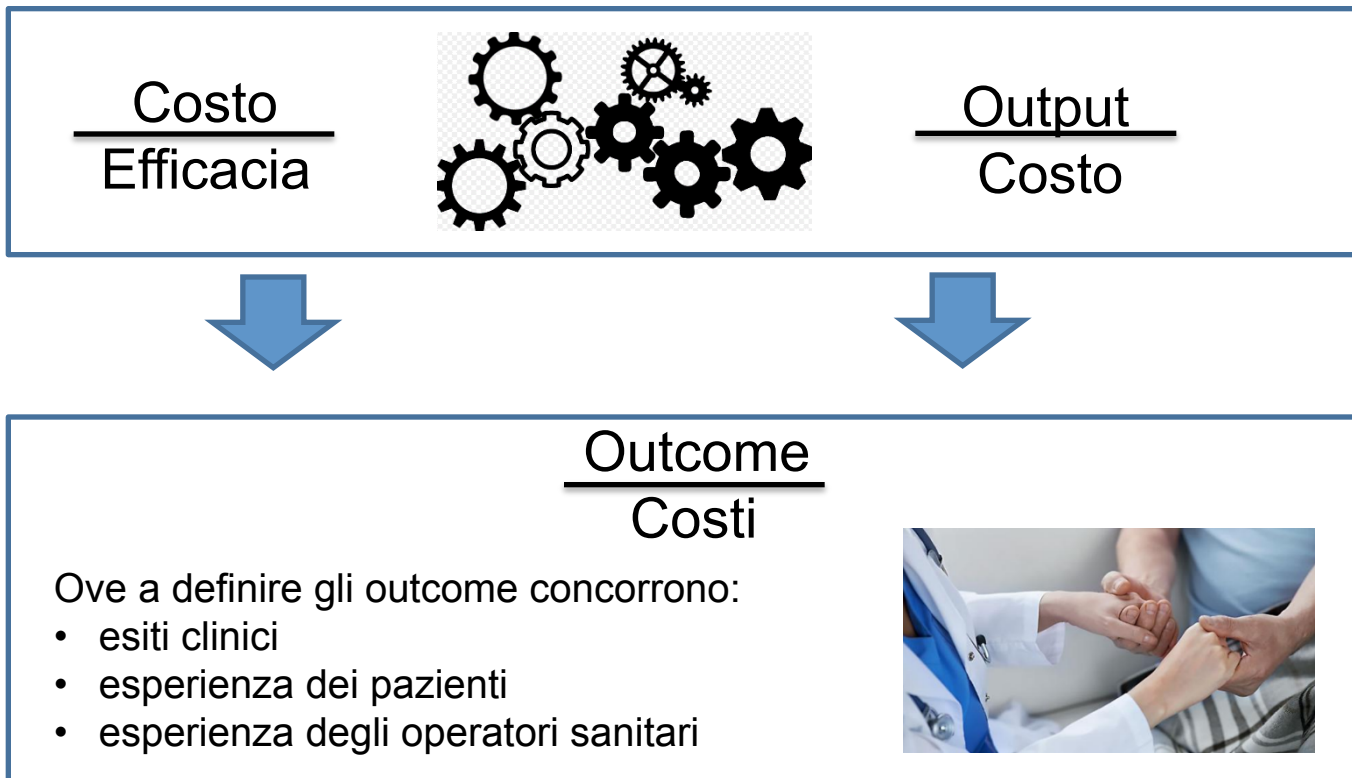 Costo
Efficacia
Output
Costo
Outcome
Costi
Ove a definire gli outcome concorrono:
• esiti clinici
• esperienza dei pazienti
• esperienza degli operatori sanitari